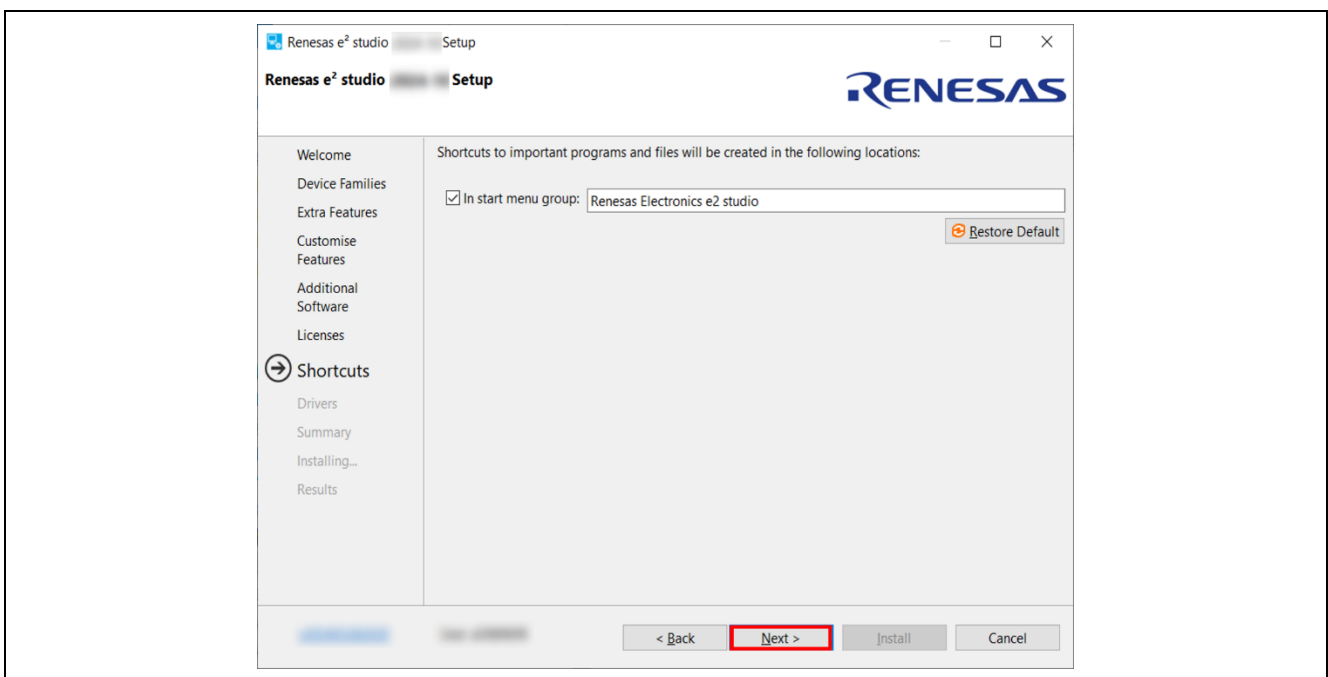 Renesas e² studio Setup
Renesas e² studio Setup
RENESAS
Welcome
Device Families
Extra Features
Customise
Features
Additional
Software
Licenses
Shortcuts
Drivers
Summary
Installing...
Results
Shortcuts to important programs and files will be created in the following locations:
In start menu group: Renesas Electronics e2 studio
Restore Default
< Back Next > Install Cancel